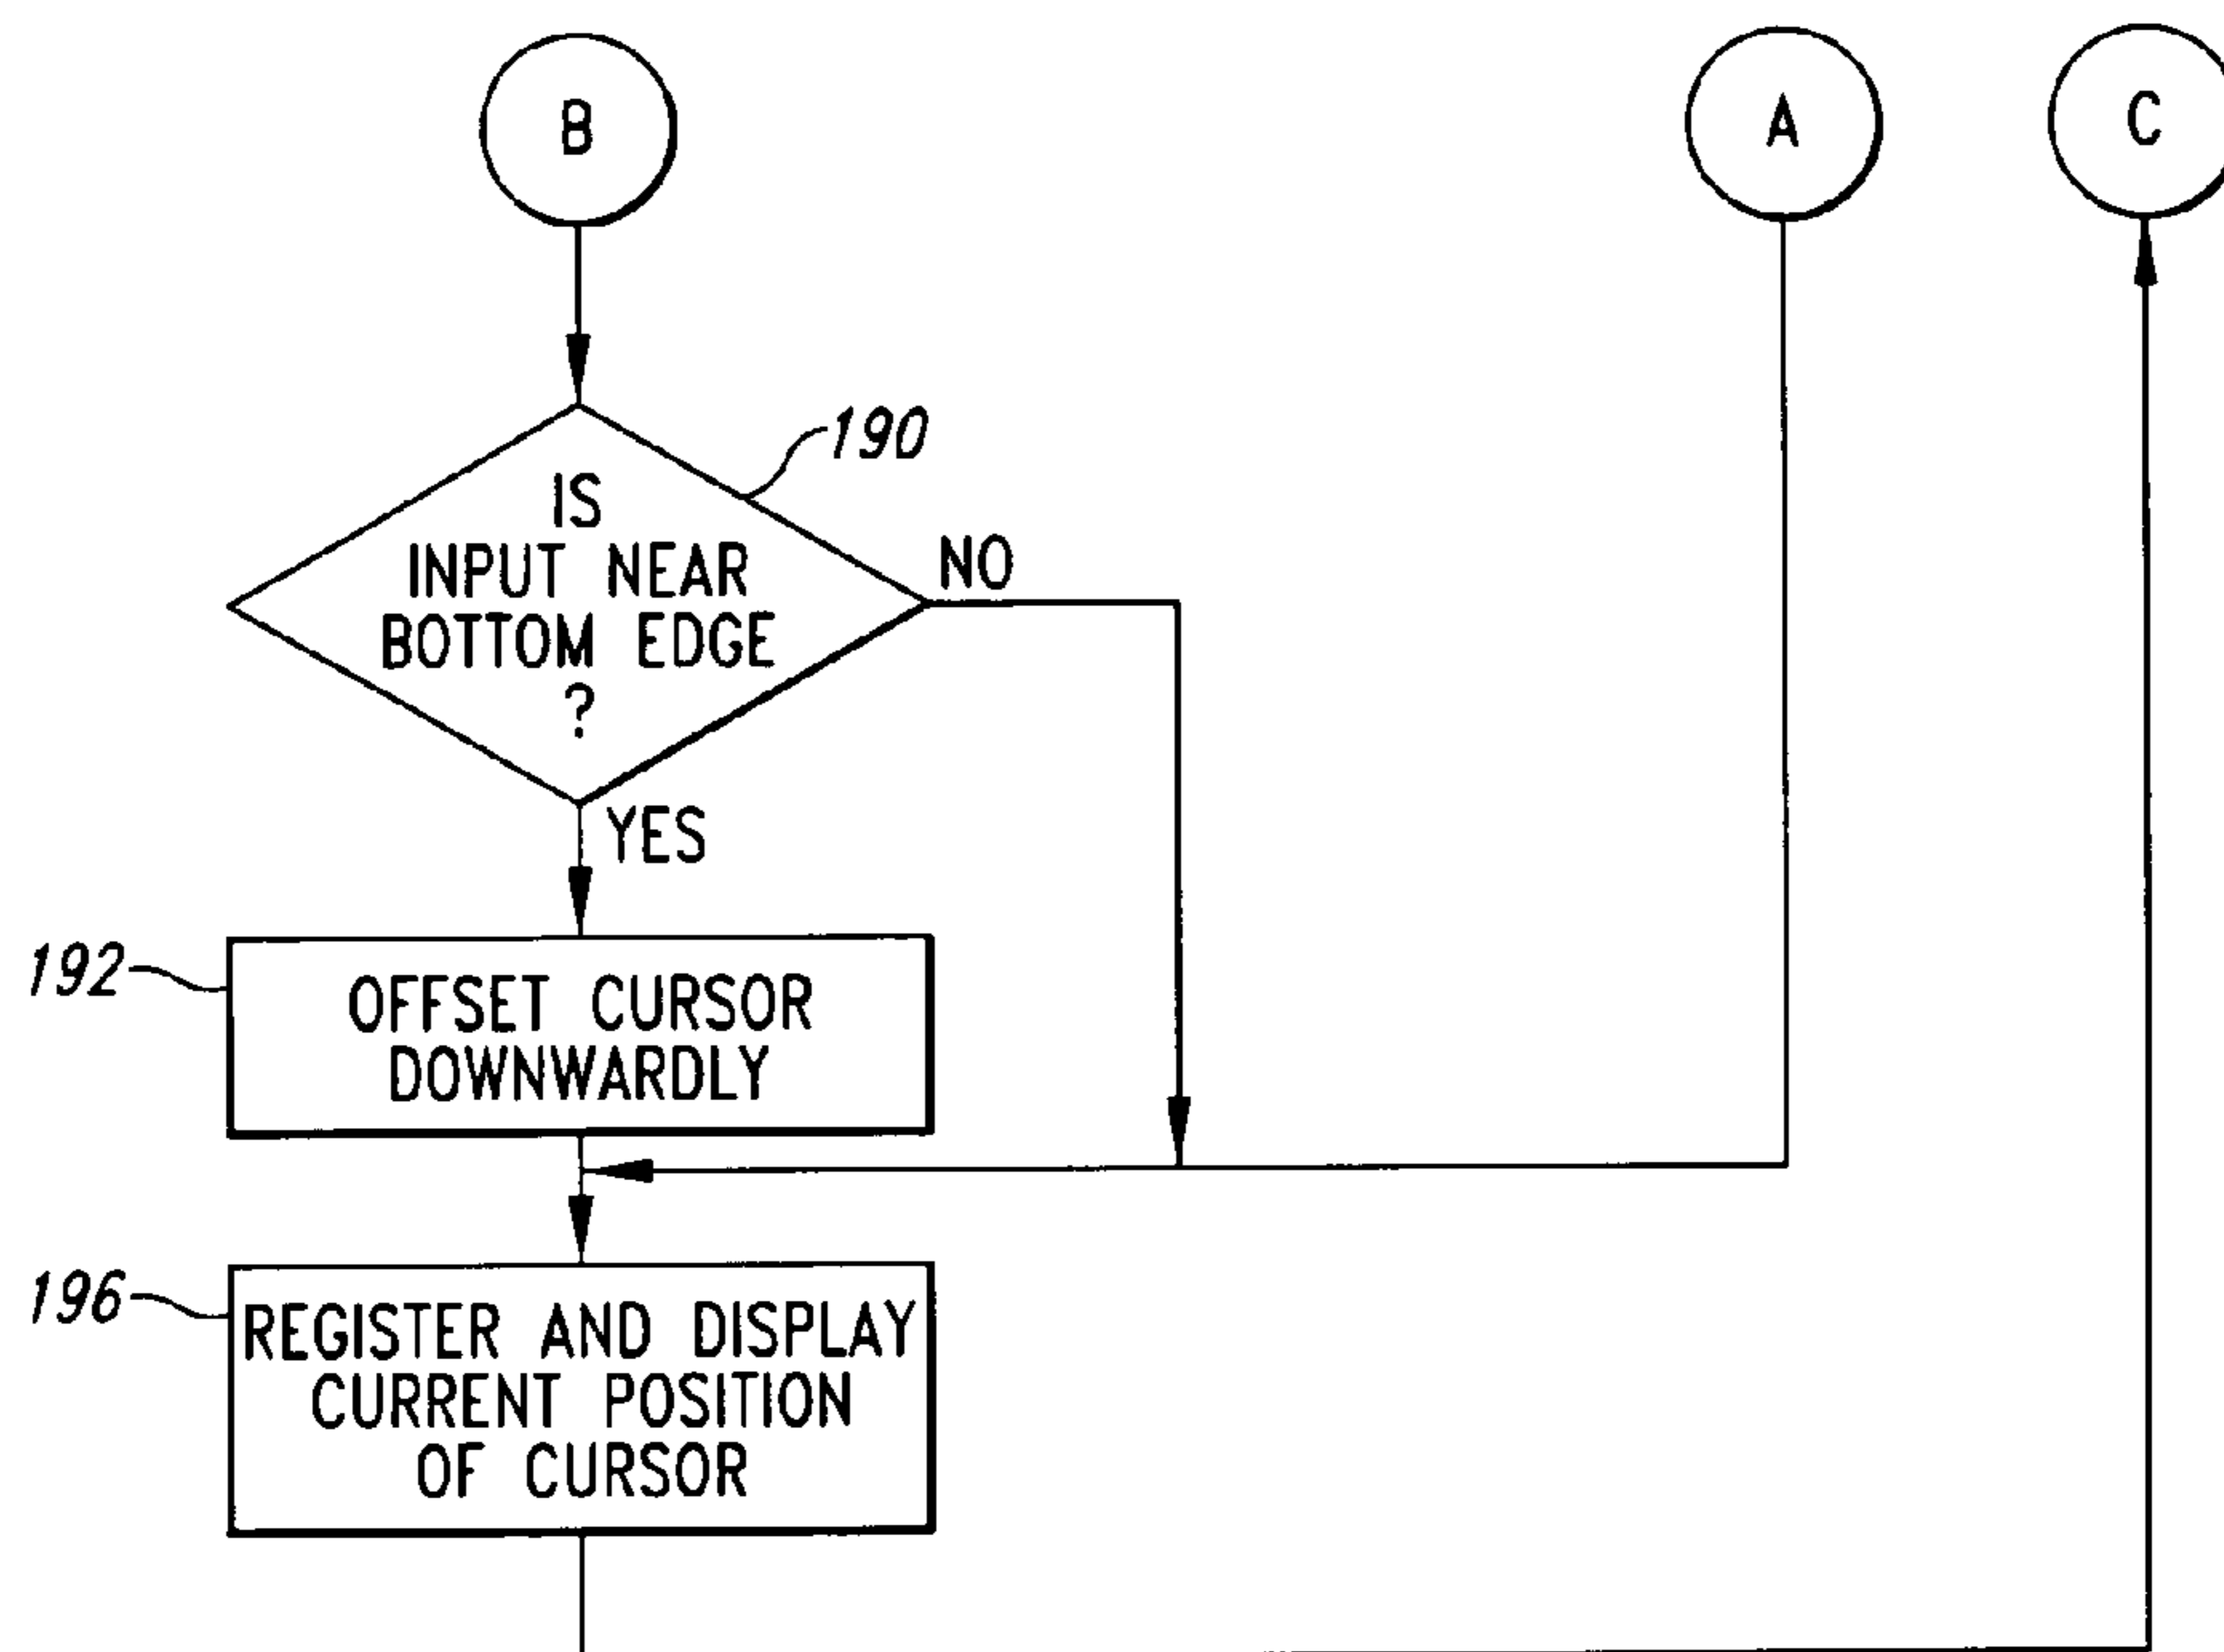 B
A
C
190
IS
INPUT NEAR
BOTTOM EDGE
?
NO
YES
192
OFFSET CURSOR
DOWNWARDLY
196
REGISTER AND DISPLAY
CURRENT POSITION
OF CURSOR